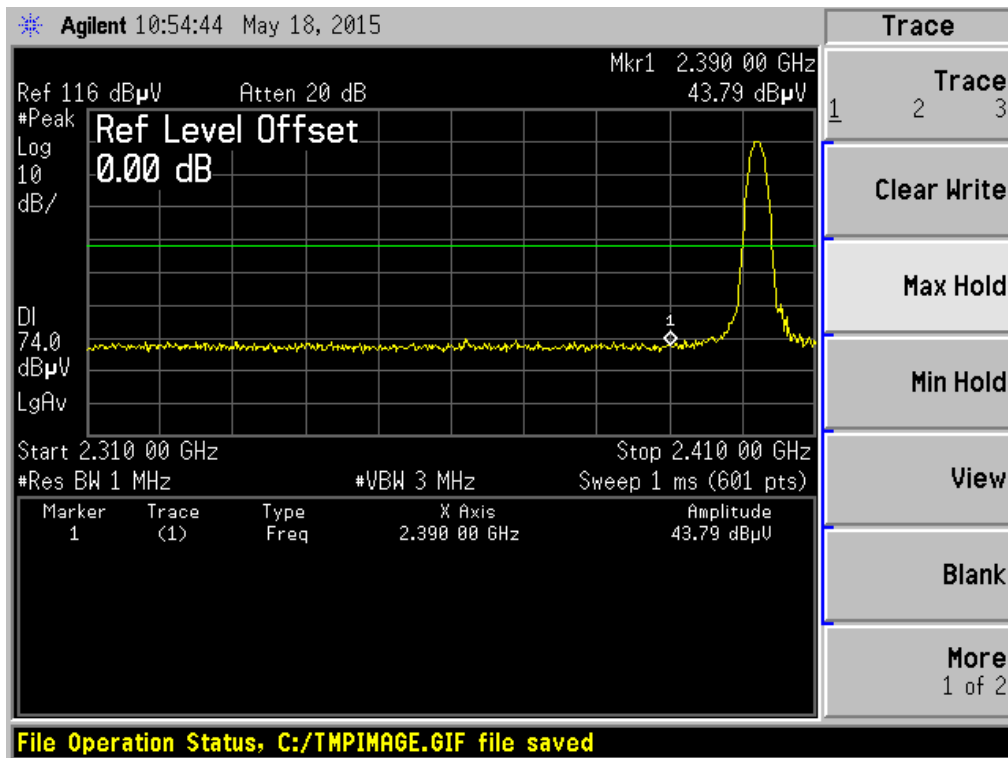 Agilent 10:54:44 May 18, 2015
Mkr1 2.390 00 GHz
Ref 116 dBµV Atten 20 dB 43.79 dBµV
#Peak
Log
10
dB/
Ref Level Offset
0.00 dB
DI
74.0
dBµV
LgAv
1
Start 2.310 00 GHz Stop 2.410 00 GHz
#Res BW 1 MHz #VBW 3 MHz Sweep 1 ms (601 pts)
Marker Trace Type X Axis Amplitude
1 (1) Freq 2.390 00 GHz 43.79 dBµV
File Operation Status, C:/TMPIMAGE.GIF file saved
Trace
Trace
1 2 3
Clear Write
Max Hold
Min Hold
View
Blank
More
1 of 2